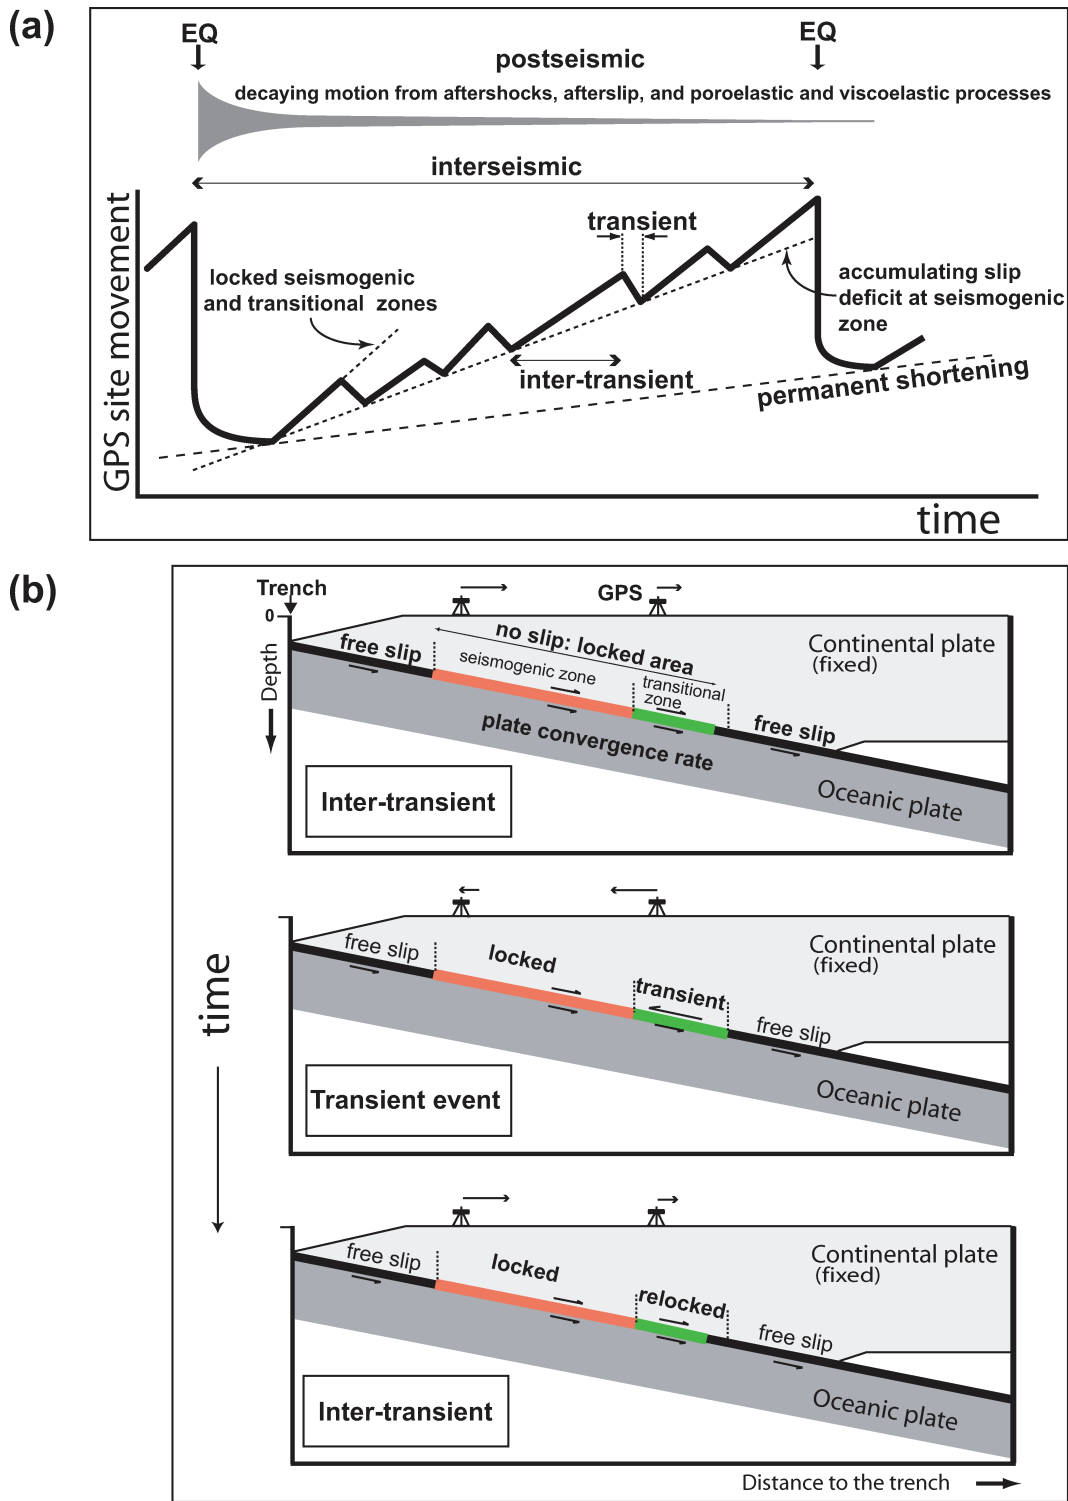 (a)
EQ
EQ
postseismic
decaying motion from aftershocks, afterslip, and poroelastic and viscoelastic processes
interseismic
transient
locked seismogenic
and transitional zones
accumulating slip
deficit at seismogenic
zone
inter-transient
permanent shortening
GPS site movement
time
(b)
Trench
GPS
0
Depth
free slip
no slip: locked area
seismogenic zone
transitional
zone
free slip
Continental plate
(fixed)
plate convergence rate
Oceanic plate
Inter-transient
time
free slip
locked
transient
free slip
Continental plate
(fixed)
Oceanic plate
Transient event
free slip
locked
relocked
free slip
Continental plate
(fixed)
Oceanic plate
Inter-transient
Distance to the trench